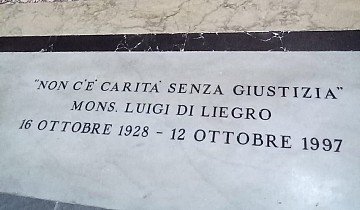 "NON C'E' CARITA' SENZA GIUSTIZIA"
MONS. LUIGI DI LIEGRO
16 OTTOBRE 1928 - 12 OTTOBRE 1997